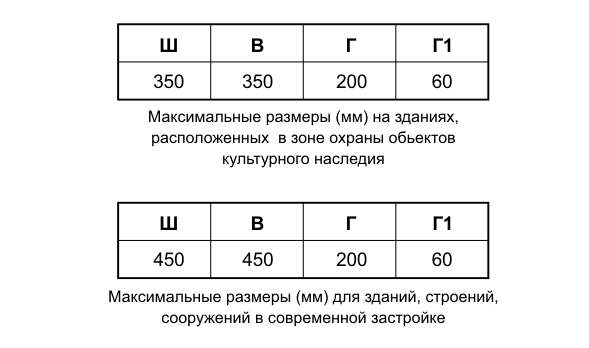 Ш В Г Г1
350 350 200 60
Максимальные размеры (мм) на зданиях,
расположенных в зоне охраны обьектов
культурного наследия
Ш В Г Г1
450 450 200 60
Максимальные размеры (мм) для зданий, строений,
сооружений в современной застройке